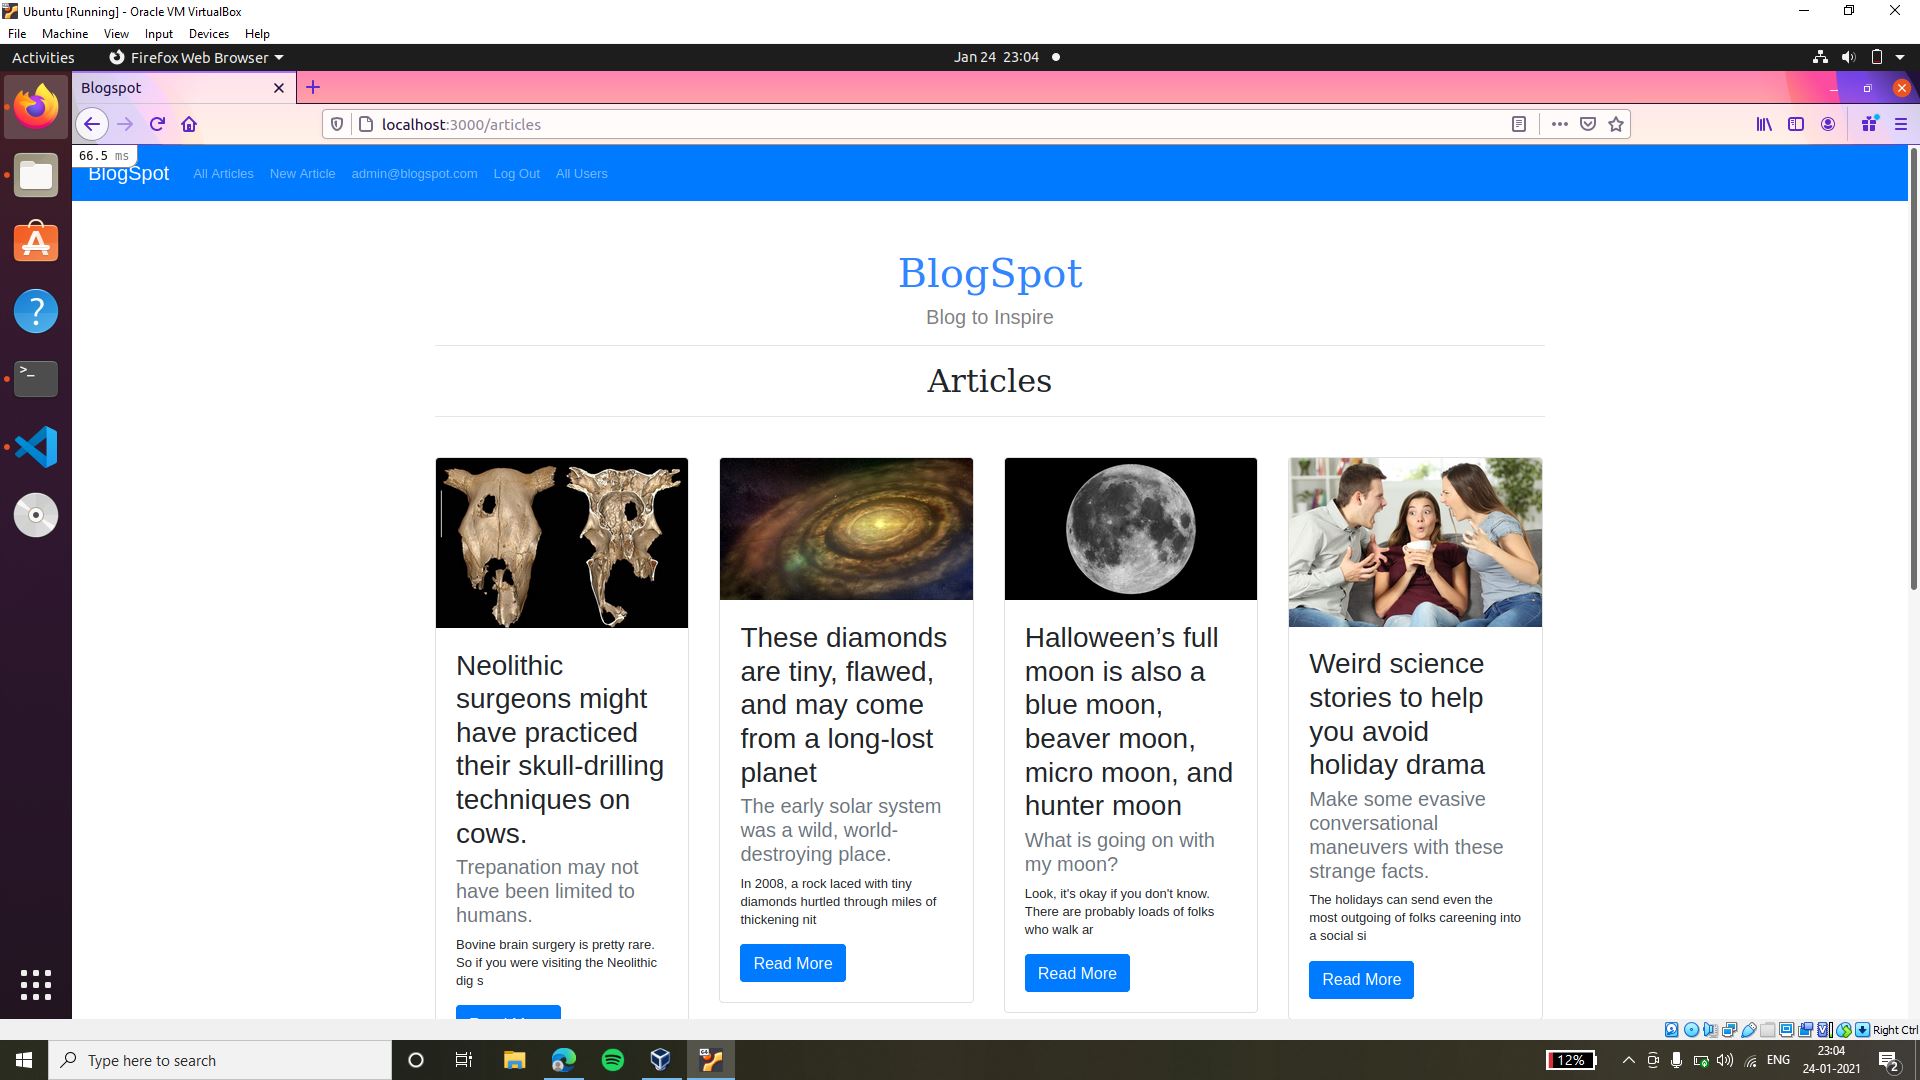 Ubuntu [Running] - Oracle VM VirtualBox
File Machine View Input Devices Help
Activities Firefox Web Browser Jan 24 23:04
Blogspot
localhost:3000/articles
66.5 ms
BlogSpot All Articles New Article admin@blogspot.com Log Out All Users
BlogSpot
Blog to Inspire
Articles
Neolithic
surgeons might
have practiced
their skull-drilling
techniques on
cows.
Trepanation may not
have been limited to
humans.
Bovine brain surgery is pretty rare.
So if you were visiting the Neolithic
dig s
These diamonds
are tiny, flawed,
and may come
from a long-lost
planet
The early solar system
was a wild, world-
destroying place.
In 2008, a rock laced with tiny
diamonds hurtled through miles of
thickening nit
Read More
Halloween’s full
moon is also a
blue moon,
beaver moon,
micro moon, and
hunter moon
What is going on with
my moon?
Look, it's okay if you don't know.
There are probably loads of folks
who walk ar
Read More
Weird science
stories to help
you avoid
holiday drama
Make some evasive
conversational
maneuvers with these
strange facts.
The holidays can send even the
most outgoing of folks careening into
a social si
Read More
Right Ctrl
Type here to search
12%
ENG
23:04
24-01-2021
2